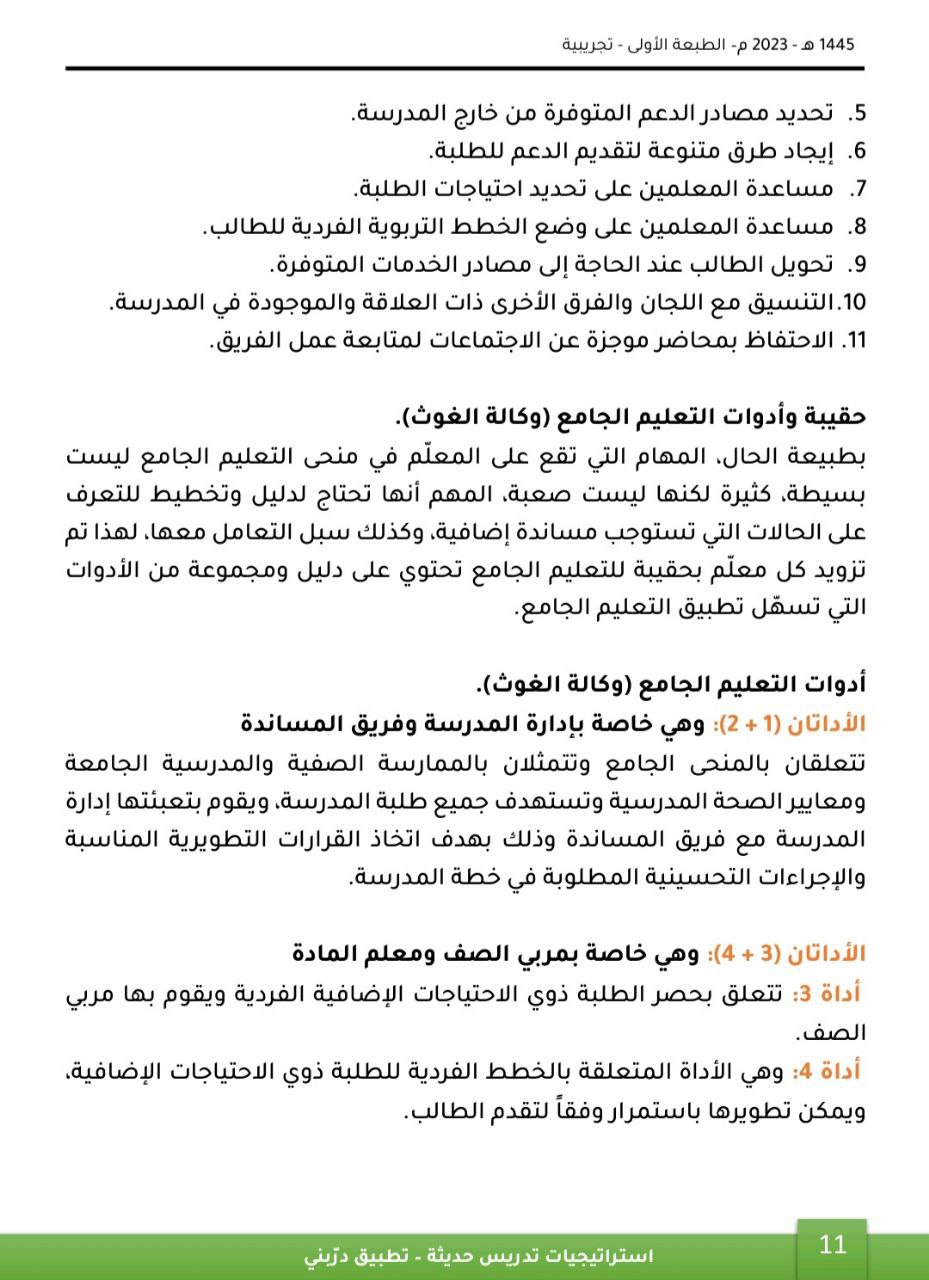 1445 هـ - 2023 م- الطبعة الأولى - تجريبية
5. تحديد مصادر الدعم المتوفرة من خارج المدرسة.
6. إيجاد طرق متنوعة لتقديم الدعم للطلبة.
7. مساعدة المعلمين على تحديد احتياجات الطلبة.
8. مساعدة المعلمين على وضع الخطط التربوية الفردية للطالب.
9. تحويل الطالب عند الحاجة إلى مصادر الخدمات المتوفرة.
10.التنسيق مع اللجان والفرق الأخرى ذات العلاقة والموجودة في المدرسة.
11. الاحتفاظ بمحاضر موجزة عن الاجتماعات لمتابعة عمل الفريق.
حقيبة وأدوات التعليم الجامع (وكالة الغوث).
بطبيعة الحال، المهام التي تقع على المعلّم في منحى التعليم الجامع ليست
بسيطة، كثيرة لكنها ليست صعبة، المهم أنها تحتاج لدليل وتخطيط للتعرف
على الحالات التي تستوجب مساندة إضافية، وكذلك سبل التعامل معها، لهذا تم
تزويد كل معلّم بحقيبة للتعليم الجامع تحتوي على دليل ومجموعة من الأدوات
التي تسهّل تطبيق التعليم الجامع.
أدوات التعليم الجامع (وكالة الغوث).
الأداتان (1 + 2): وهي خاصة بإدارة المدرسة وفريق المساندة
تتعلقان بالمنحى الجامع وتتمثلان بالممارسة الصفية والمدرسية الجامعة
ومعايير الصحة المدرسية وتستهدف جميع طلبة المدرسة، ويقوم بتعبئتها إدارة
المدرسة مع فريق المساندة وذلك بهدف اتخاذ القرارات التطويرية المناسبة
والإجراءات التحسينية المطلوبة في خطة المدرسة.
الأداتان (3 + 4): وهي خاصة بمربي الصف ومعلم المادة
أداة 3: تتعلق بحصر الطلبة ذوي الاحتياجات الإضافية الفردية ويقوم بها مربي
الصف.
أداة 4: وهي الأداة المتعلقة بالخطط الفردية للطلبة ذوي الاحتياجات الإضافية،
ويمكن تطويرها باستمرار وفقاً لتقدم الطالب.
11
استراتيجيات تدريس حديثة - تطبيق درّبني